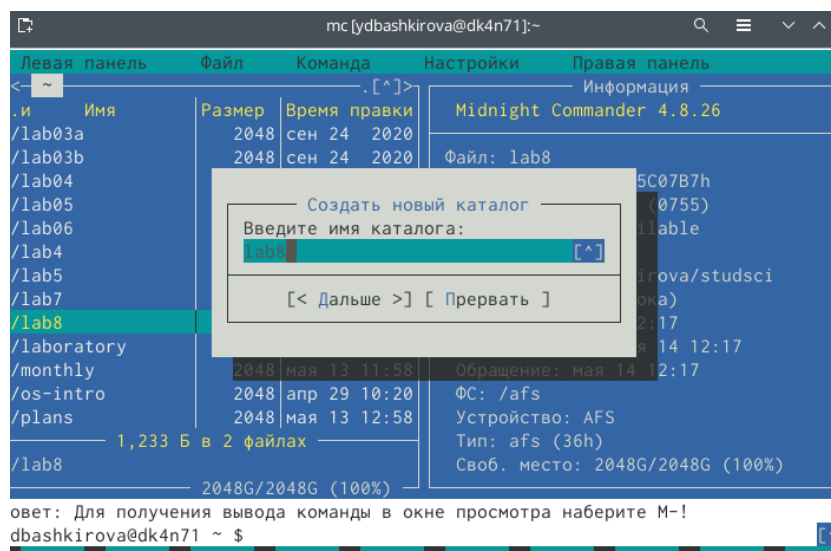 mc [ydbashkirova@dk4n71]:~
Левая панель Файл Команда Настройки Правая панель
<─ ~ .[^]>
Информация
.и Имя Размер Время правки
Midnight Commander 4.8.26
/lab03a 2048 сен 24 2020
/lab03b 2048 сен 24 2020
Файл: lab8
/lab04
5C07B7h
/lab05
(0755)
/lab06
ilable
/lab4
/lab5
irova/studsci
/lab7
ока)
/lab8
2:17
/laboratory
я 14 12:17
/monthly 2048 мая 13 11:58
Обращение: мая 14 12:17
/os-intro 2048 апр 29 10:20
ФС: /afs
/plans 2048 мая 13 12:58
Устройство: AFS
1,233 Б в 2 файлах
Тип: afs (36h)
/lab8
Своб. место: 2048G/2048G (100%)
2048G/2048G (100%)
Создать новый каталог
Введите имя каталога:
lab8 [^]
[< Дальше >] [ Прервать ]
овет: Для получения вывода команды в окне просмотра наберите M-!
dbashkirova@dk4n71 ~ $